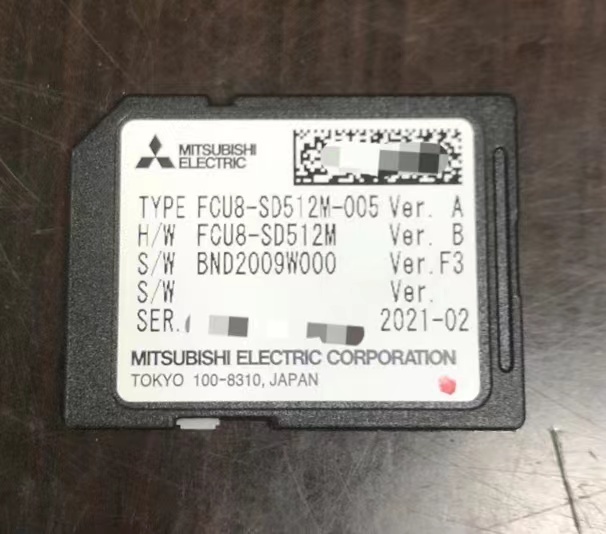 MITSUBISHI
ELECTRIC
TYPE FCU8-SD512M-005 Ver. A
H/W FCU8-SD512M Ver. B
S/W BND2009W000 Ver.F3
S/W Ver.
SER. 2021-02
MITSUBISHI ELECTRIC CORPORATION
TOKYO 100-8310, JAPAN